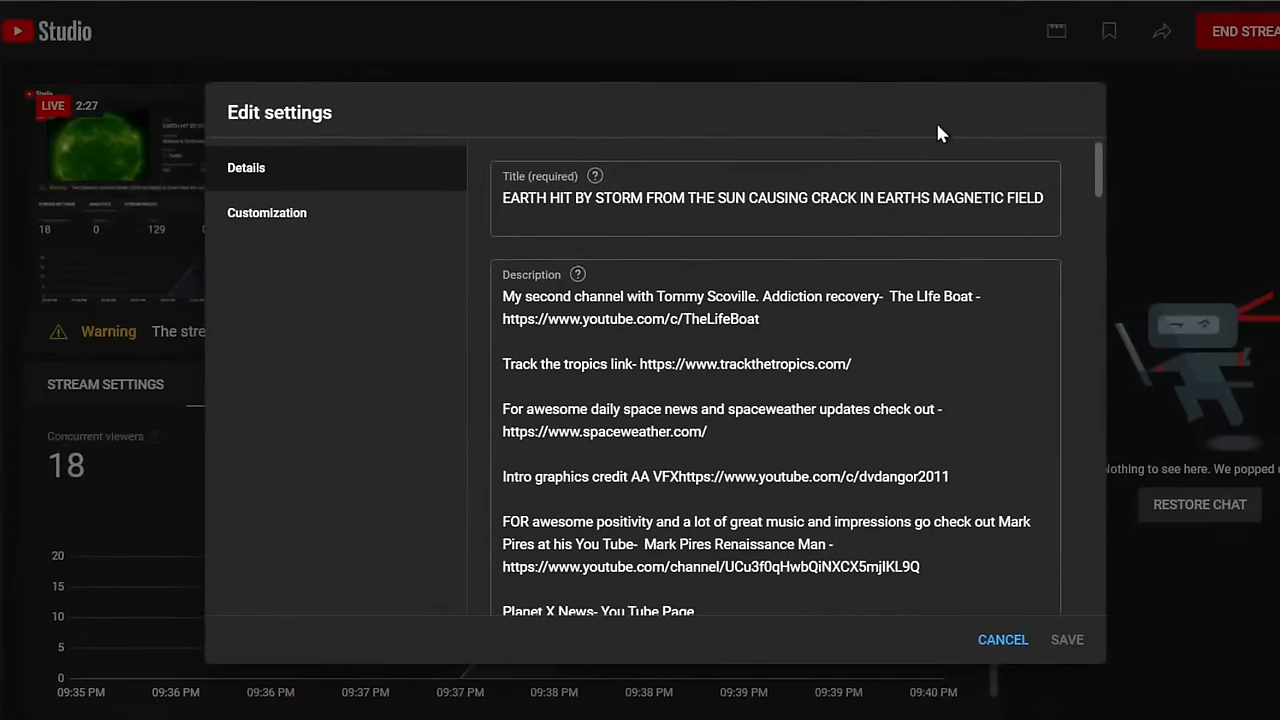 Studio
END STREA
LIVE 2:27
Edit settings
Details
Customization
Title (required)
EARTH HIT BY STORM FROM THE SUN CAUSING CRACK IN EARTHS MAGNETIC FIELD
Description
My second channel with Tommy Scoville. Addiction recovery- The LIfe Boat -
https://www.youtube.com/c/TheLifeBoat
Track the tropics link- https://www.trackthetropics.com/
For awesome daily space news and spaceweather updates check out -
https://www.spaceweather.com/
Intro graphics credit AA VFXhttps://www.youtube.com/c/dvdangor2011
FOR awesome positivity and a lot of great music and impressions go check out Mark
Pires at his You Tube- Mark Pires Renaissance Man -
https://www.youtube.com/channel/UCu3f0qHwbQiNXCX5mjIKL9Q
Planet X News- You Tube Page
CANCEL
SAVE
18 0 129
Warning The stre
STREAM SETTINGS
Concurrent viewers
18
20
15
10
5
0
09:35 PM 09:36 PM 09:36 PM 09:37 PM 09:37 PM 09:38 PM 09:38 PM 09:39 PM 09:39 PM 09:40 PM
Nothing to see here. We popped
RESTORE CHAT